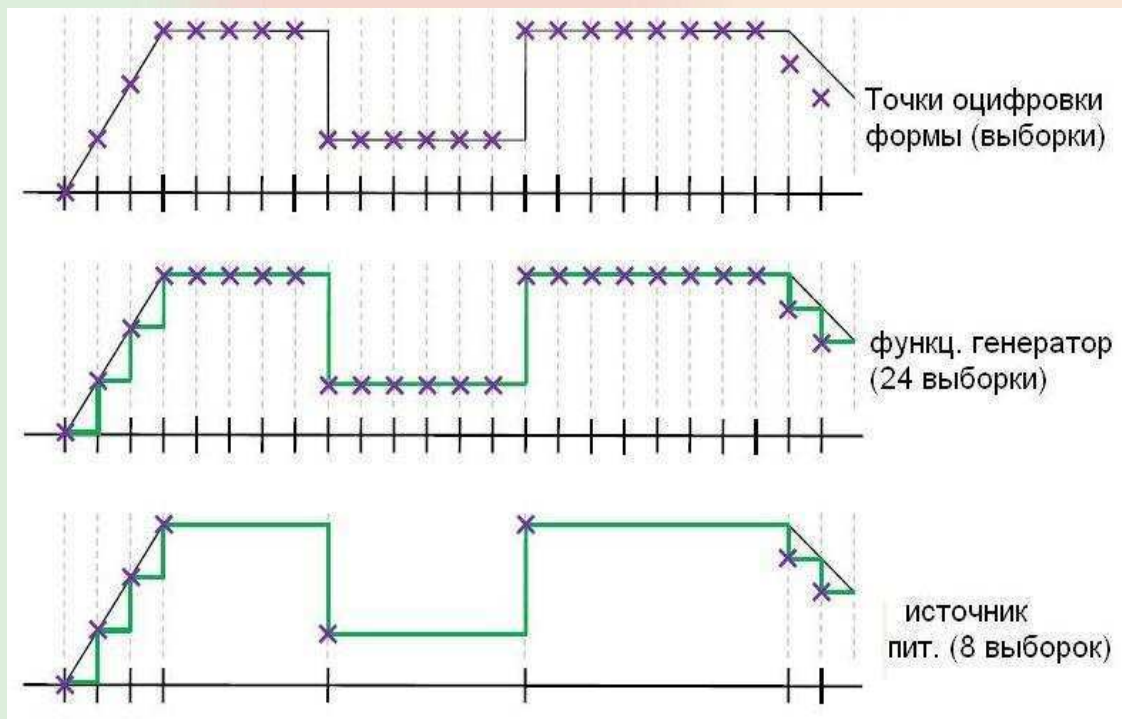 Точки оцифровки
формы (выборки)
функц. генератор
(24 выборки)
источник
пит. (8 выборок)